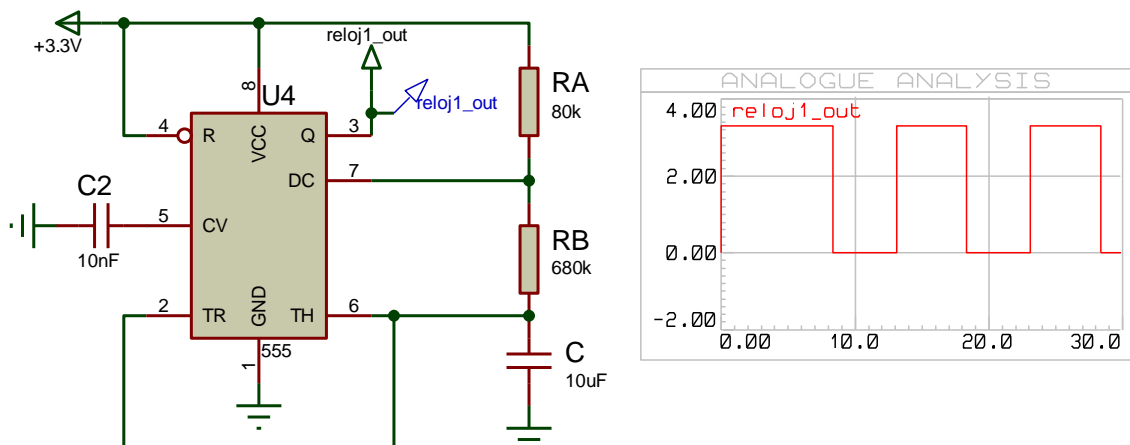 +3.3V
reloj1_out
reloj1_out
8
U4
4
R
VCC
Q
3
DC
7
RA
80k
C2
10nF
5
CV
RB
680k
2
TR
GND
TH
6
1
555
C
10uF
ANALOGUE ANALYSIS
4.00
reloj1_out
2.00
0.00
-2.00
0.00
10.0
20.0
30.0